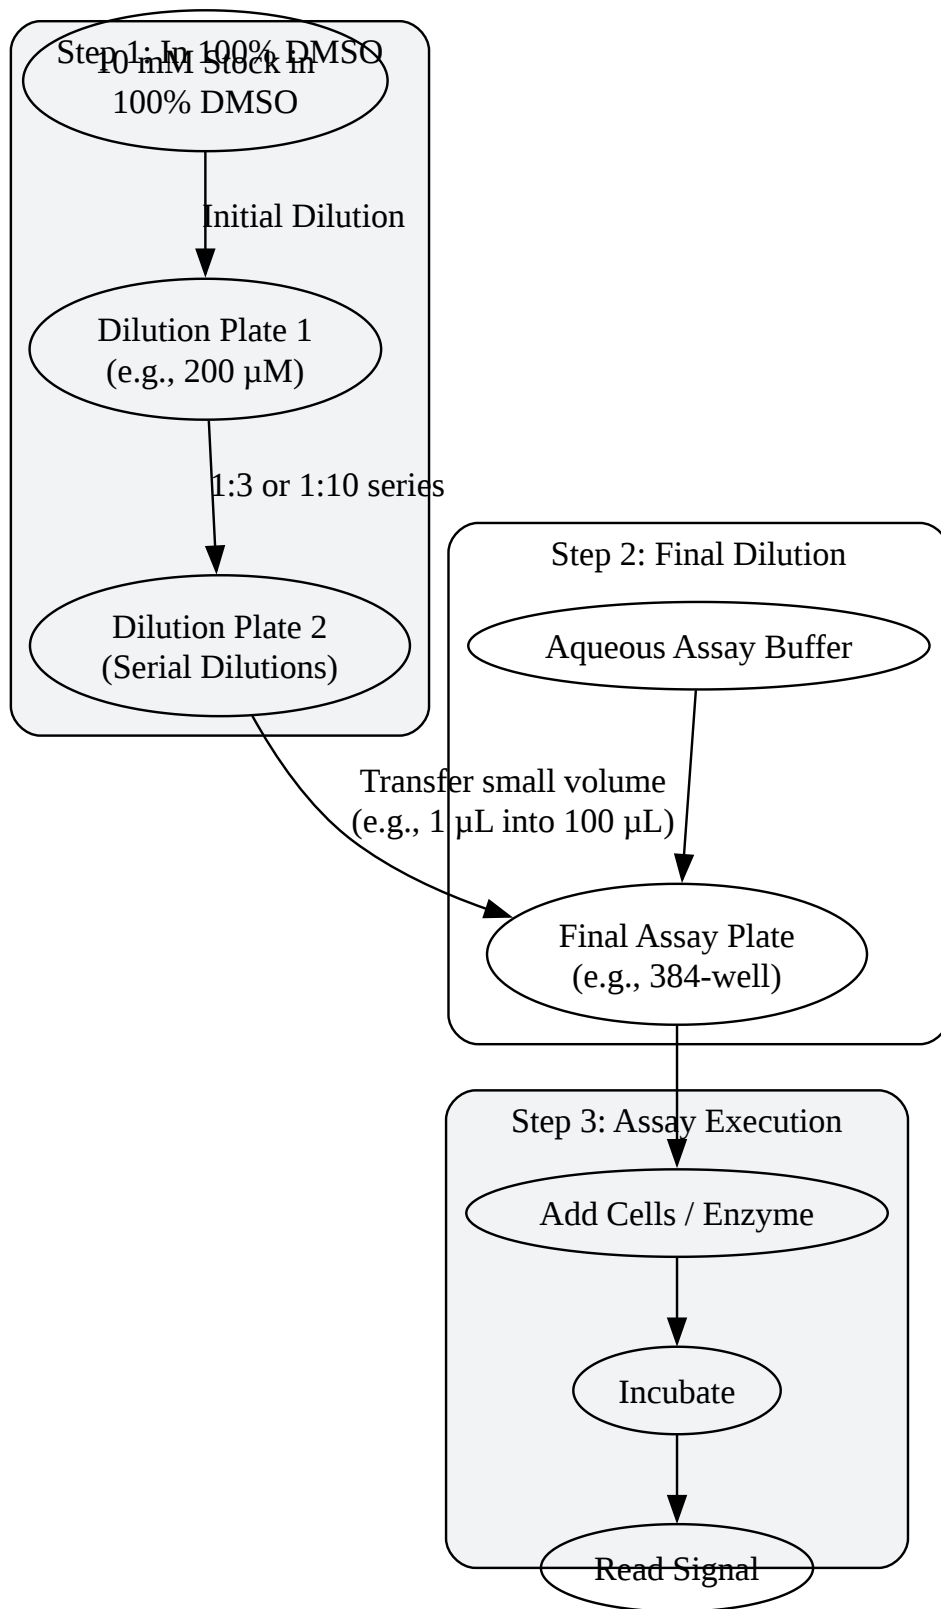 Step 1: In 100% DMSO
10 mM Stock in
100% DMSO
Initial Dilution
Dilution Plate 1
(e.g., 200 µM)
1:3 or 1:10 series
Dilution Plate 2
(Serial Dilutions)
Step 2: Final Dilution
Aqueous Assay Buffer
Transfer small volume
(e.g., 1 µL into 100 µL)
Final Assay Plate
(e.g., 384-well)
Step 3: Assay Execution
Add Cells / Enzyme
Incubate
Read Signal